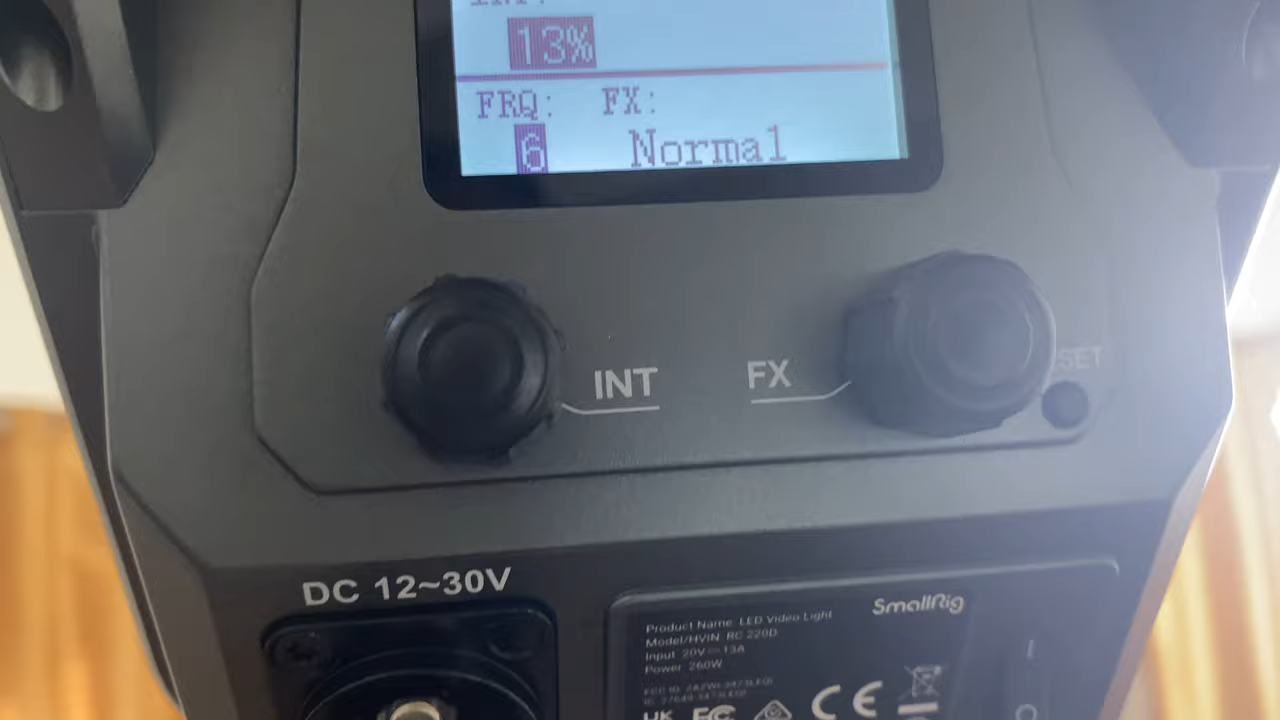 13%
FRQ: FX:
6 Normal
INT
FX
SET
DC 12~30V
SmallRig
Product Name LED Video Light
Model/HVIN RC 220D
Input 20V⎓13A
Power 260W
CE